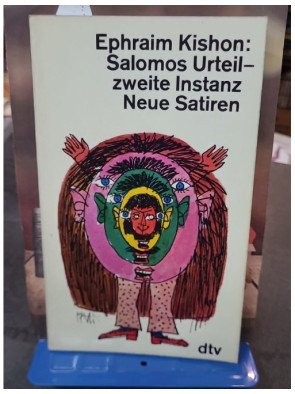 Ephraim Kishon:
Salomos Urteil–
zweite Instanz
Neue Satiren
dtv